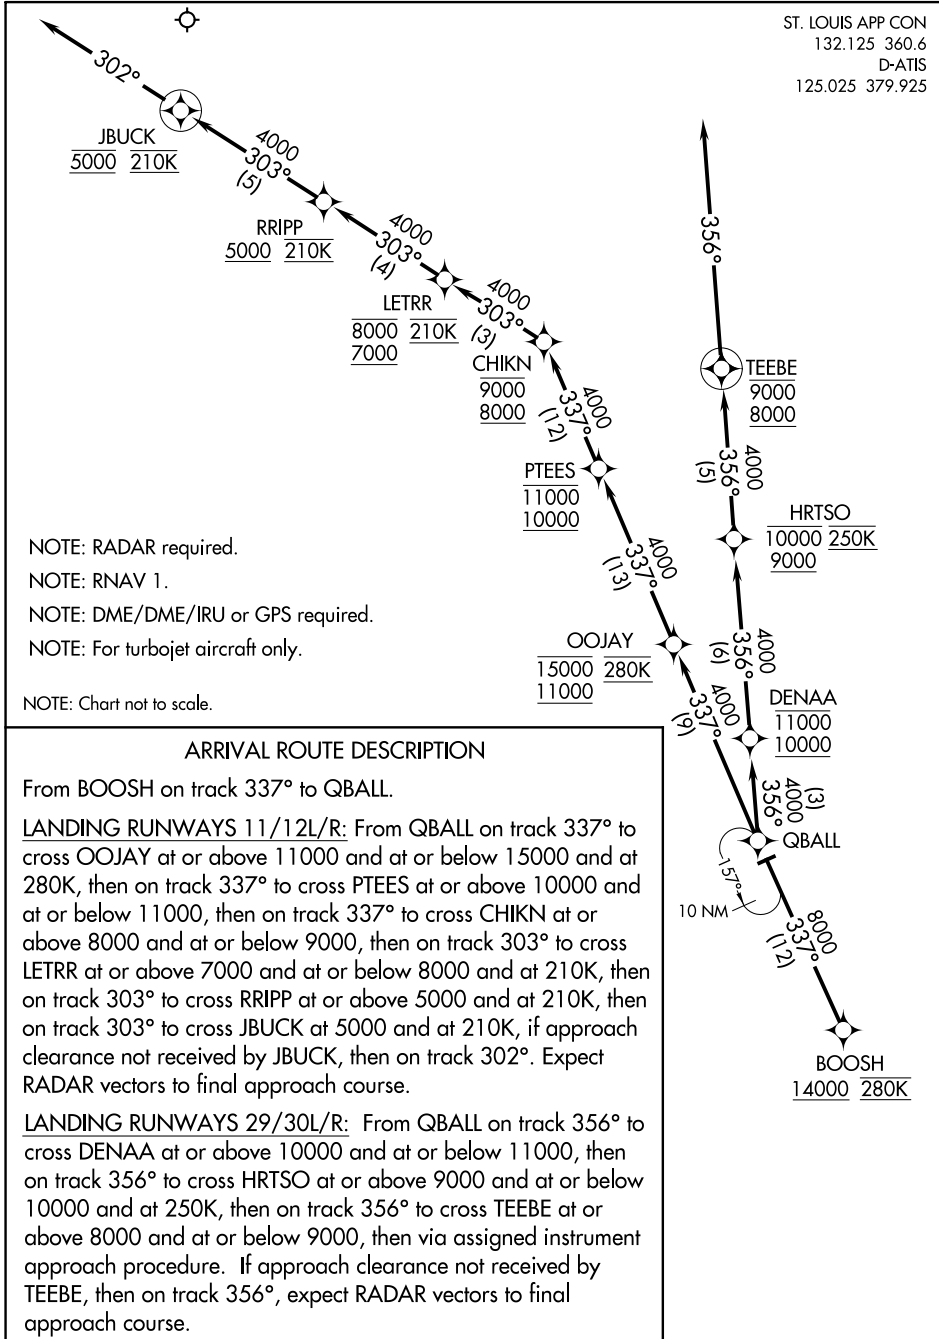 ST. LOUIS APP CON
132.125 360.6
D-ATIS
125.025 379.925
302°
JBUCK
5000 210K
4000
303°
(5)
RRIPP
5000 210K
4000
303°
(4)
LETRR
8000 210K
7000
4000
303°
(3)
CHIKN
9000
8000
4000
337°
(12)
PTEES
11000
10000
4000
337°
(13)
OOJAY
15000 280K
11000
4000
337°
(9)
356°
TEEBE
9000
8000
4000
356°
(5)
HRTSO
10000 250K
9000
4000
356°
(6)
DENAA
11000
10000
(3)
4000
356°
QBALL
157°
10 NM
8000
337°
(12)
BOOSH
14000 280K
NOTE: RADAR required.
NOTE: RNAV 1.
NOTE: DME/DME/IRU or GPS required.
NOTE: For turbojet aircraft only.
NOTE: Chart not to scale.
ARRIVAL ROUTE DESCRIPTION
From BOOSH on track 337° to QBALL.
LANDING RUNWAYS 11/12L/R: From QBALL on track 337° to
cross OOJAY at or above 11000 and at or below 15000 and at
280K, then on track 337° to cross PTEES at or above 10000 and
at or below 11000, then on track 337° to cross CHIKN at or
above 8000 and at or below 9000, then on track 303° to cross
LETRR at or above 7000 and at or below 8000 and at 210K, then
on track 303° to cross RRIPP at or above 5000 and at 210K, then
on track 303° to cross JBUCK at 5000 and at 210K, if approach
clearance not received by JBUCK, then on track 302°. Expect
RADAR vectors to final approach course.
LANDING RUNWAYS 29/30L/R: From QBALL on track 356° to
cross DENAA at or above 10000 and at or below 11000, then
on track 356° to cross HRTSO at or above 9000 and at or below
10000 and at 250K, then on track 356° to cross TEEBE at or
above 8000 and at or below 9000, then via assigned instrument
approach procedure. If approach clearance not received by
TEEBE, then on track 356°, expect RADAR vectors to final
approach course.